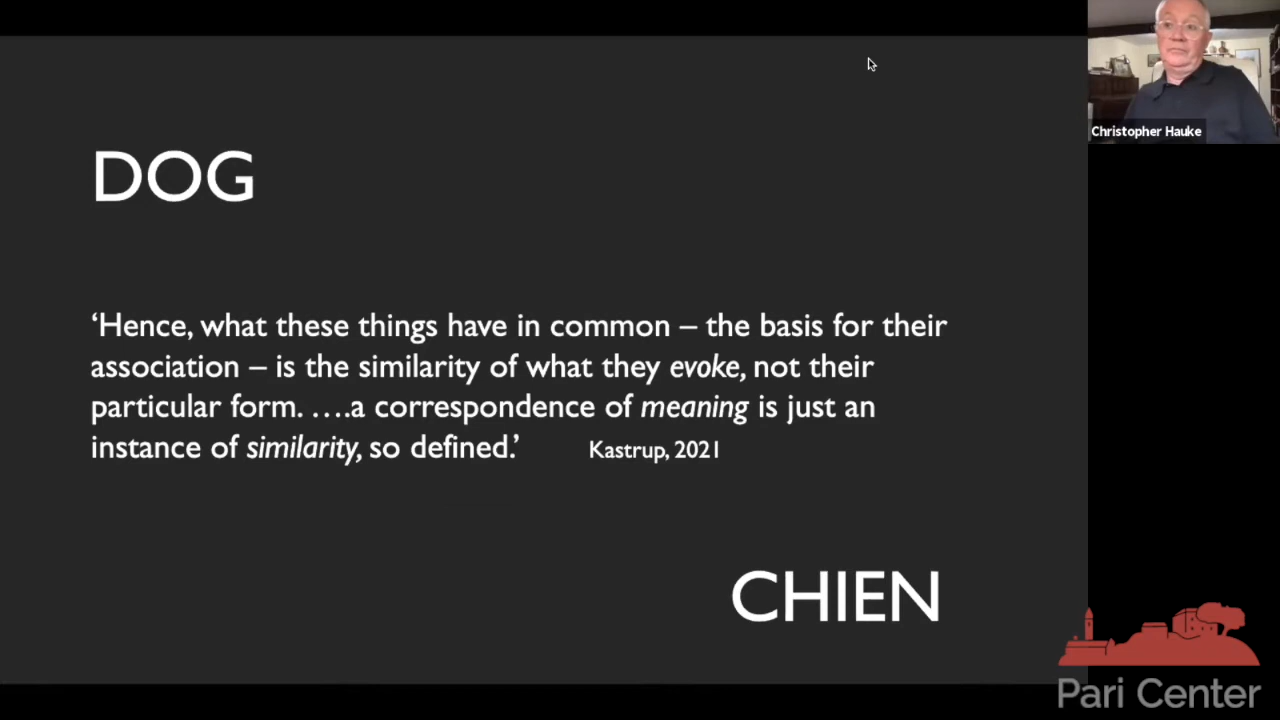 Christopher Hauke
DOG
‘Hence, what these things have in common – the basis for their
association – is the similarity of what they evoke, not their
particular form. ….a correspondence of meaning is just an
instance of similarity, so defined.’ Kastrup, 2021
CHIEN
Pari Center